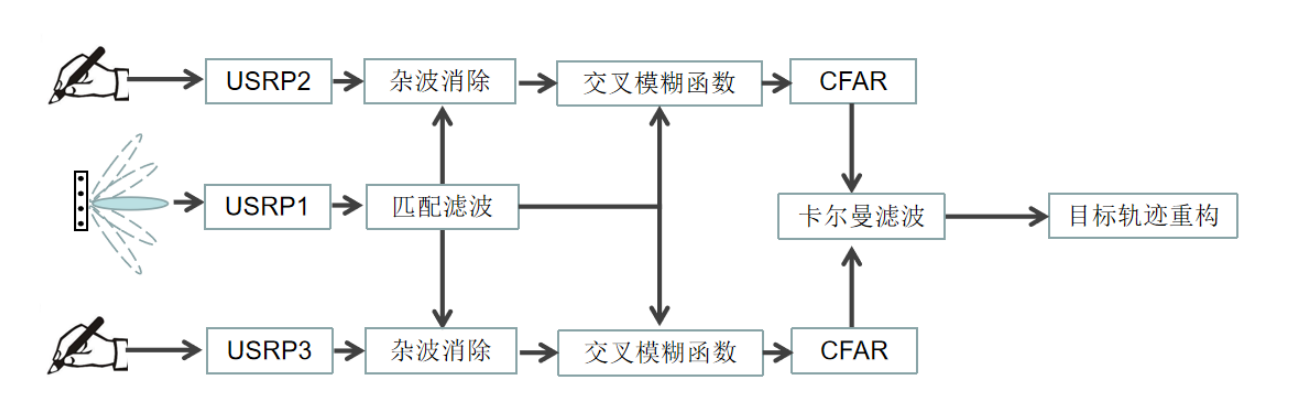 USRP2
杂波消除
交叉模糊函数
CFAR
USRP1
匹配滤波
卡尔曼滤波
目标轨迹重构
USRP3
杂波消除
交叉模糊函数
CFAR